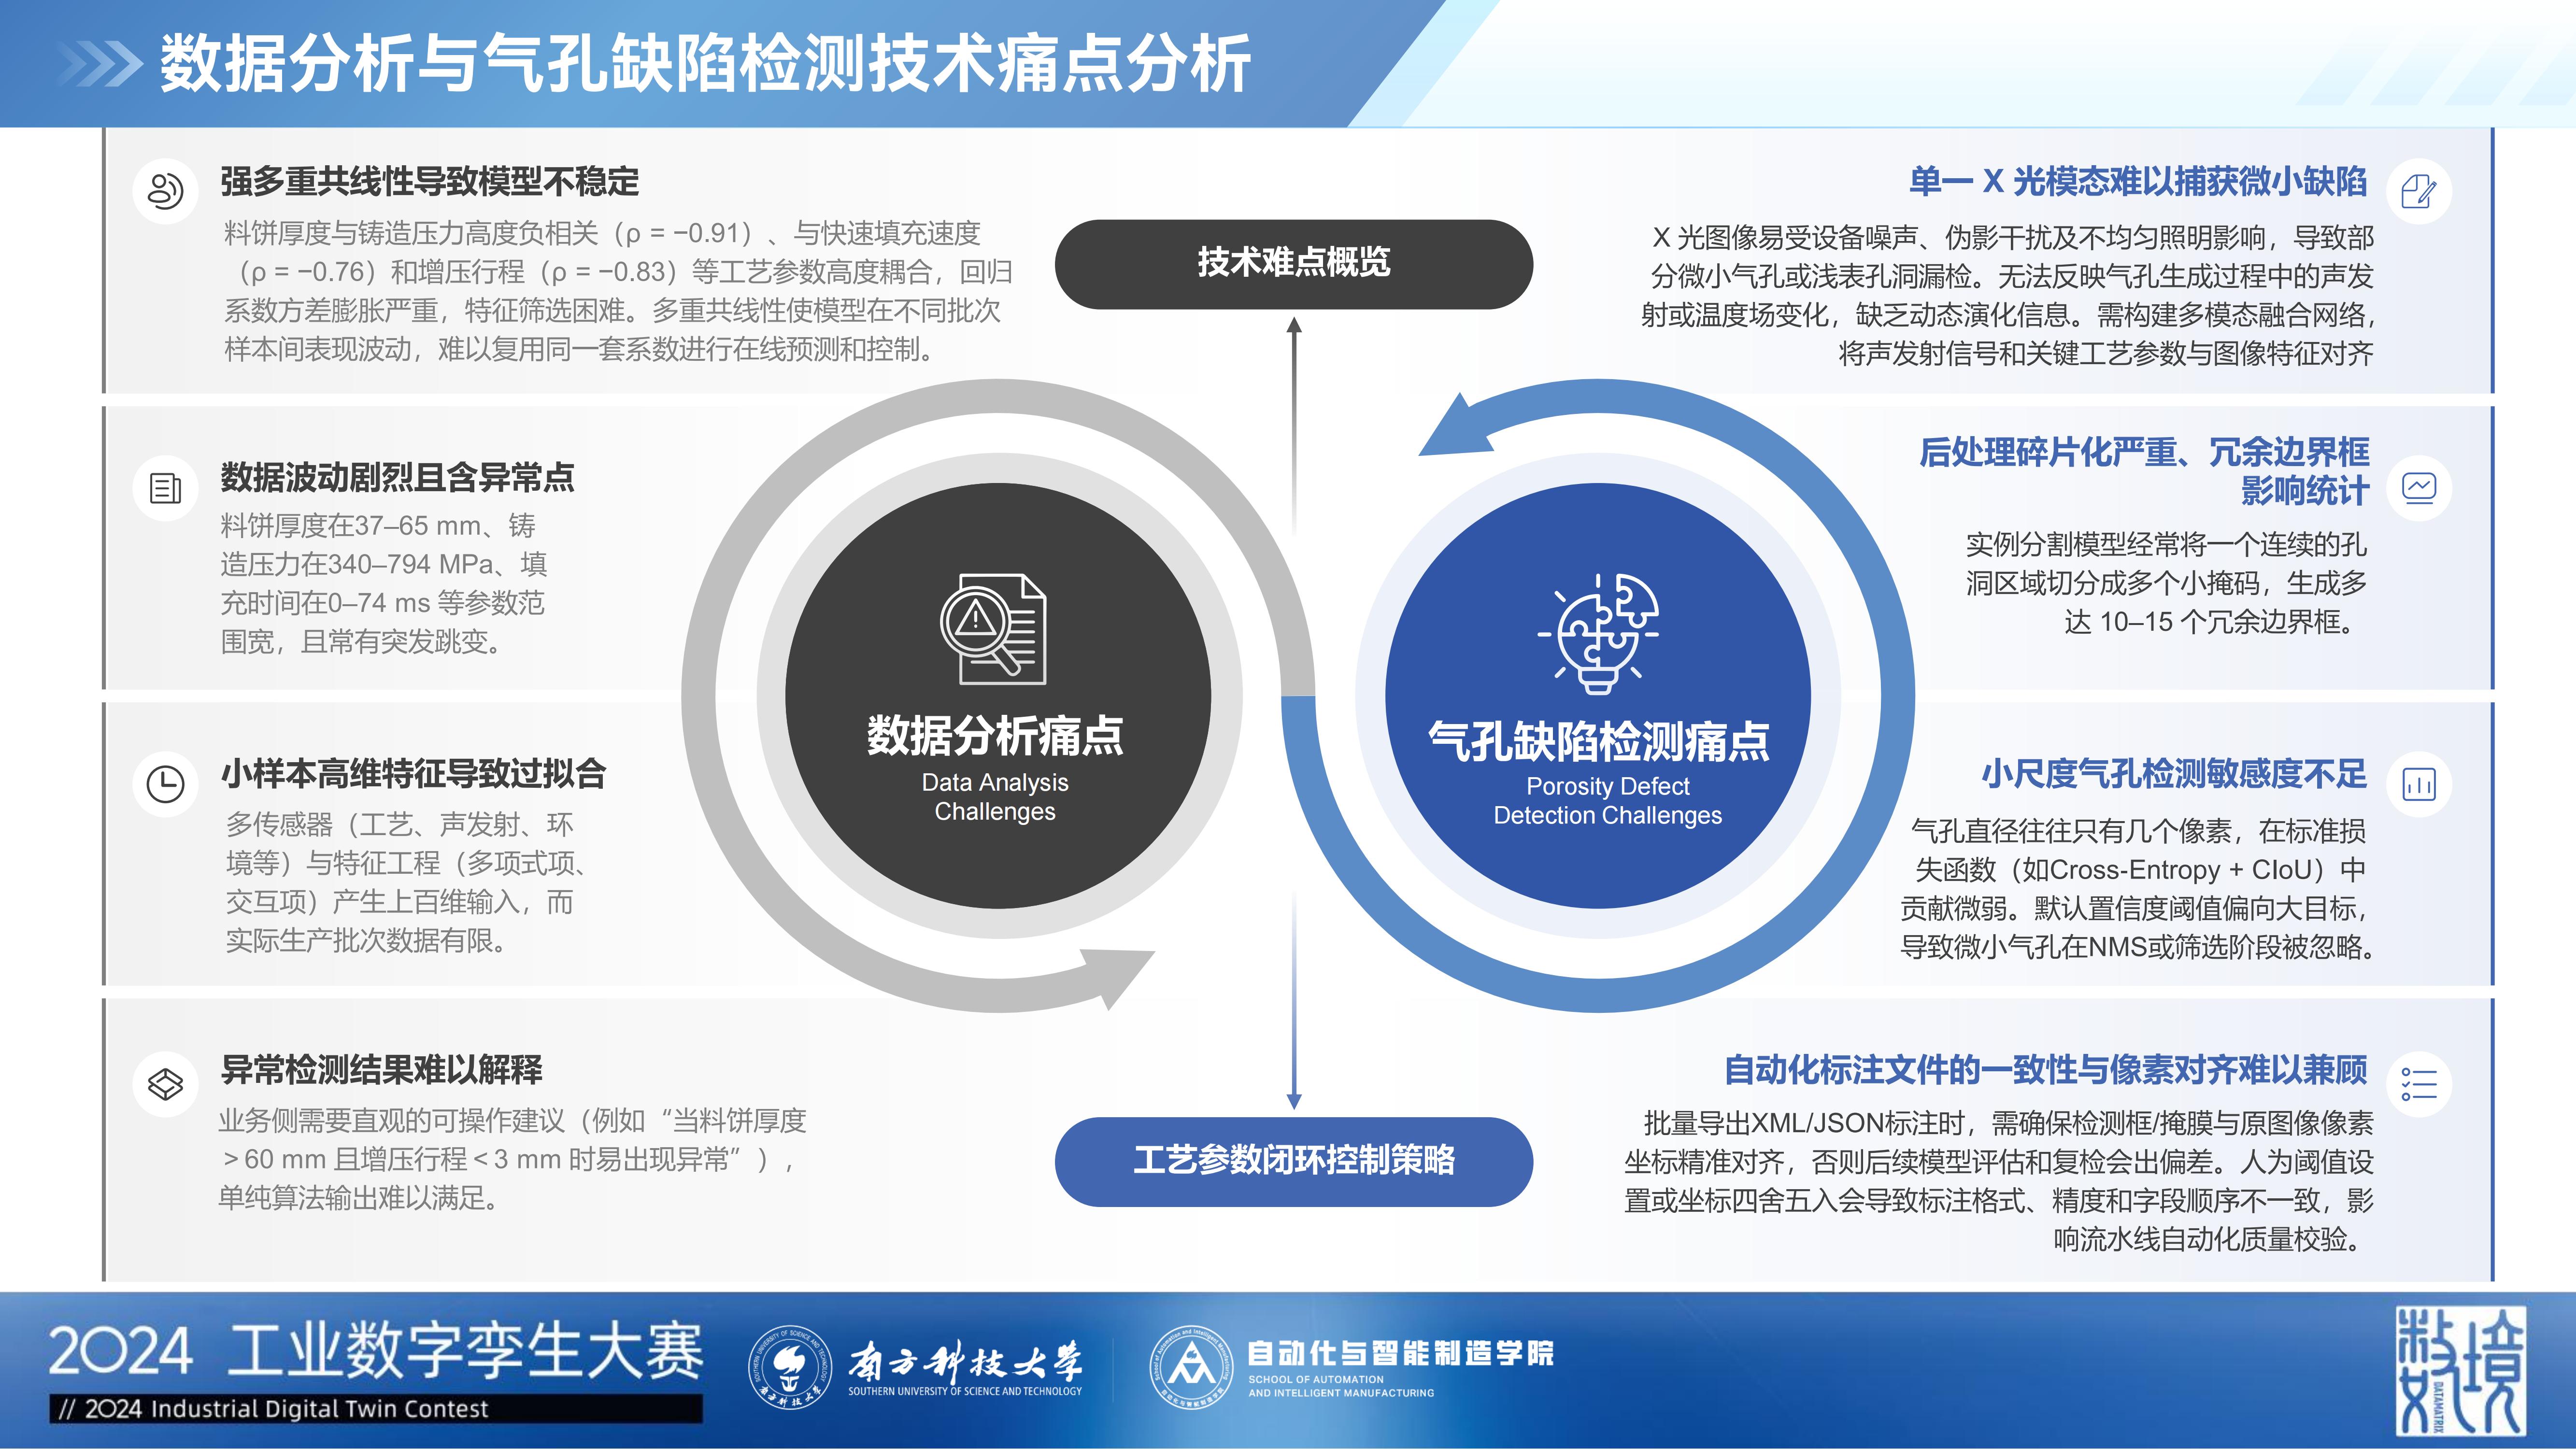 数据分析与气孔缺陷检测技术痛点分析
强多重共线性导致模型不稳定
料饼厚度与铸造压力高度负相关（ρ = −0.91）、与快速填充速度
（ρ = −0.76）和增压行程（ρ = −0.83）等工艺参数高度耦合，回归
系数方差膨胀严重，特征筛选困难。多重共线性使模型在不同批次
样本间表现波动，难以复用同一套系数进行在线预测和控制。
数据波动剧烈且含异常点
料饼厚度在37–65 mm、铸
造压力在340–794 MPa、填
充时间在0–74 ms 等参数范
围宽，且常有突发跳变。
小样本高维特征导致过拟合
多传感器（工艺、声发射、环
境等）与特征工程（多项式项、
交互项）产生上百维输入，而
实际生产批次数据有限。
异常检测结果难以解释
业务侧需要直观的可操作建议（例如“当料饼厚度
> 60 mm 且增压行程 < 3 mm 时易出现异常”），
单纯算法输出难以满足。
技术难点概览
数据分析痛点
Data Analysis
Challenges
气孔缺陷检测痛点
Porosity Defect
Detection Challenges
工艺参数闭环控制策略
单一 X 光模态难以捕获微小缺陷
X 光图像易受设备噪声、伪影干扰及不均匀照明影响，导致部
分微小气孔或浅表孔洞漏检。无法反映气孔生成过程中的声发
射或温度场变化，缺乏动态演化信息。需构建多模态融合网络，
将声发射信号和关键工艺参数与图像特征对齐
后处理碎片化严重、冗余边界框
影响统计
实例分割模型经常将一个连续的孔
洞区域切分成多个小掩码，生成多
达 10–15 个冗余边界框。
小尺度气孔检测敏感度不足
气孔直径往往只有几个像素，在标准损
失函数（如Cross-Entropy + CIoU）中
贡献微弱。默认置信度阈值偏向大目标，
导致微小气孔在NMS或筛选阶段被忽略。
自动化标注文件的一致性与像素对齐难以兼顾
批量导出XML/JSON标注时，需确保检测框/掩膜与原图像像素
坐标精准对齐，否则后续模型评估和复检会出偏差。人为阈值设
置或坐标四舍五入会导致标注格式、精度和字段顺序不一致，影
响流水线自动化质量校验。
2024 工业数字孪生大赛
// 2024 Industrial Digital Twin Contest
南方科技大学
SOUTHERN UNIVERSITY OF SCIENCE AND TECHNOLOGY
自动化与智能制造学院
SCHOOL OF AUTOMATION
AND INTELLIGENT MANUFACTURING
数境
DATAMATRIX